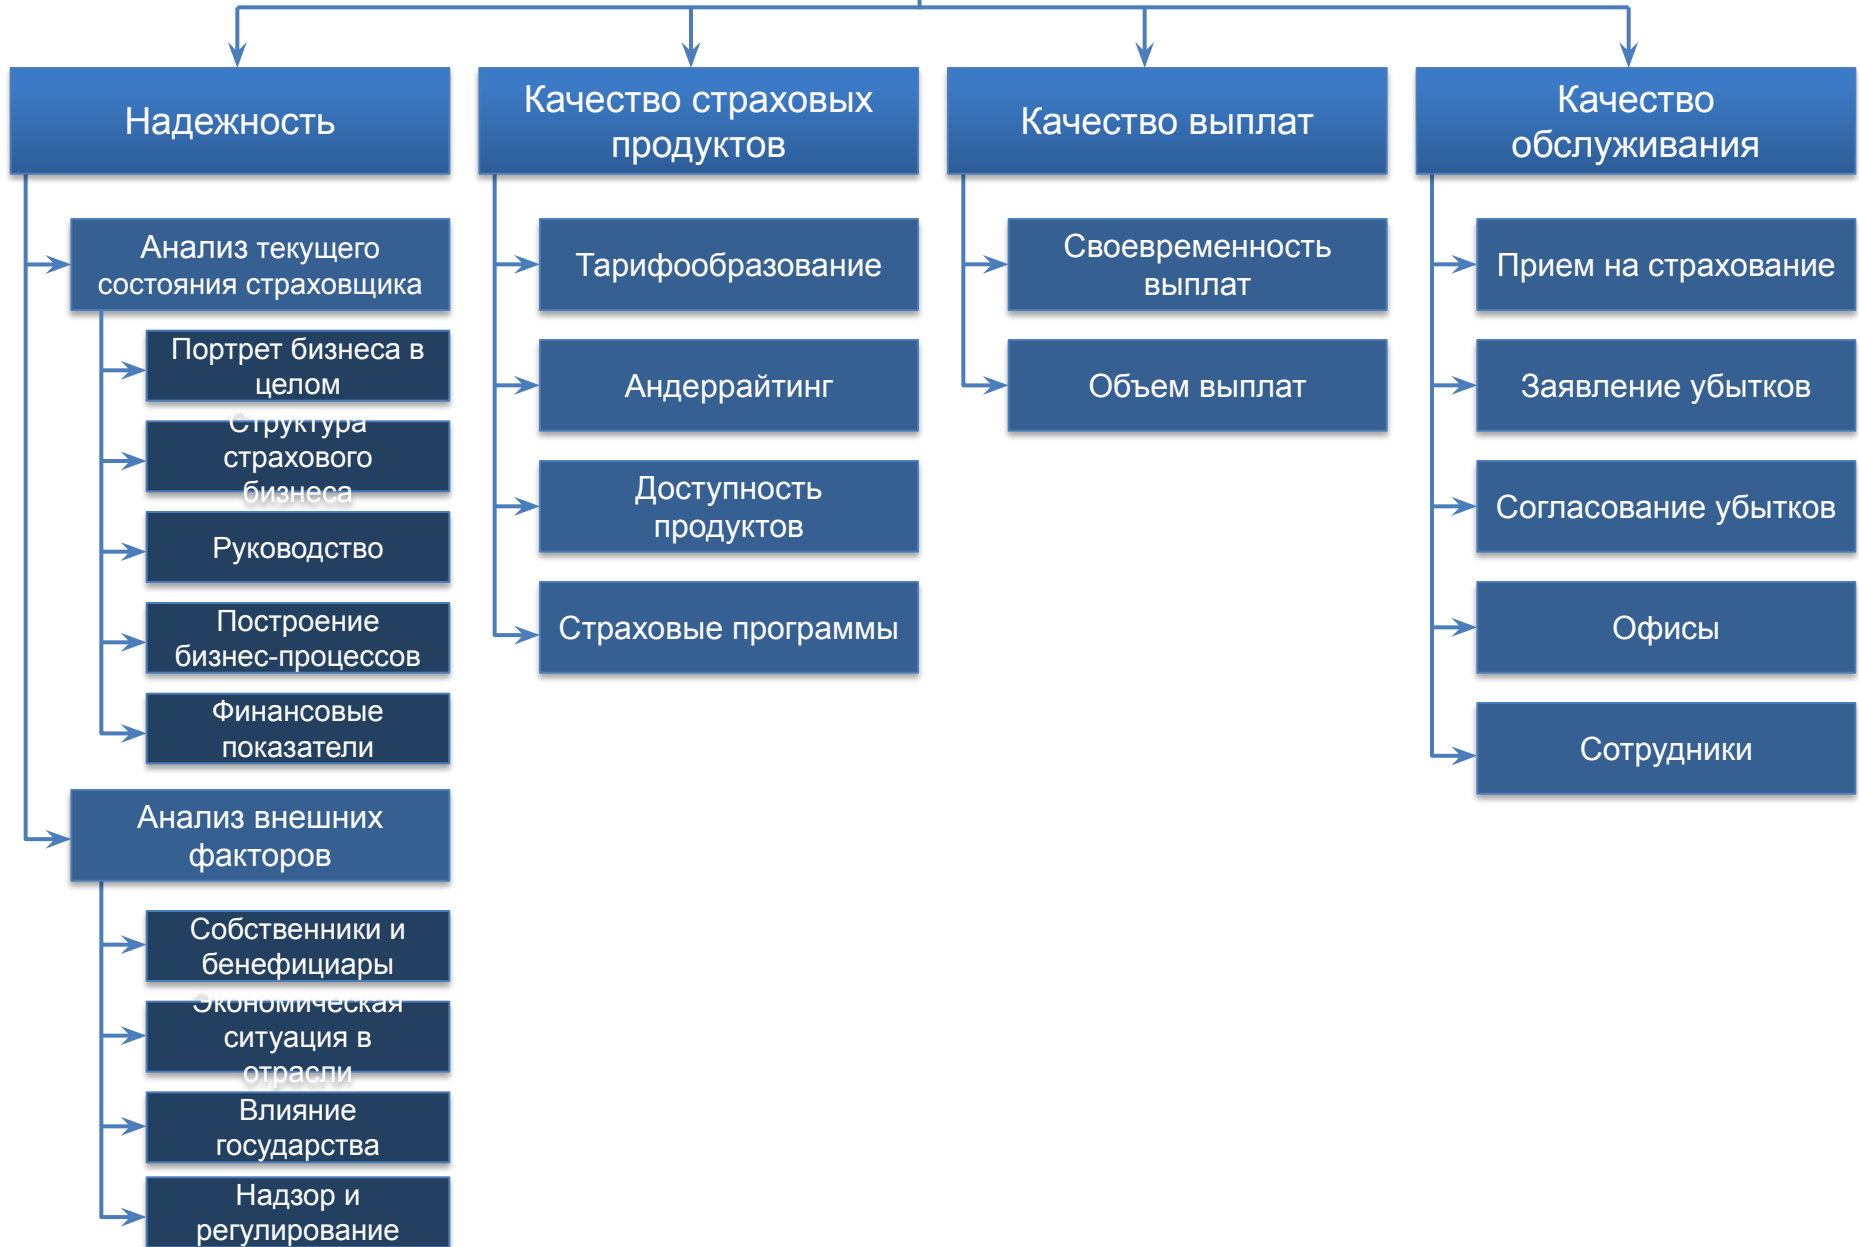 Надежность
Анализ текущего
состояния страховщика
Портрет бизнеса в
целом
Структура
страхового
бизнеса
Руководство
Построение
бизнес-процессов
Финансовые
показатели
Анализ внешних
факторов
Собственники и
бенефициары
Экономическая
ситуация в
отрасли
Влияние
государства
Надзор и
регулирование
Качество страховых
продуктов
Тарифообразование
Андеррайтинг
Доступность
продуктов
Страховые программы
Качество выплат
Своевременность
выплат
Объем выплат
Качество
обслуживания
Прием на страхование
Заявление убытков
Согласование убытков
Офисы
Сотрудники